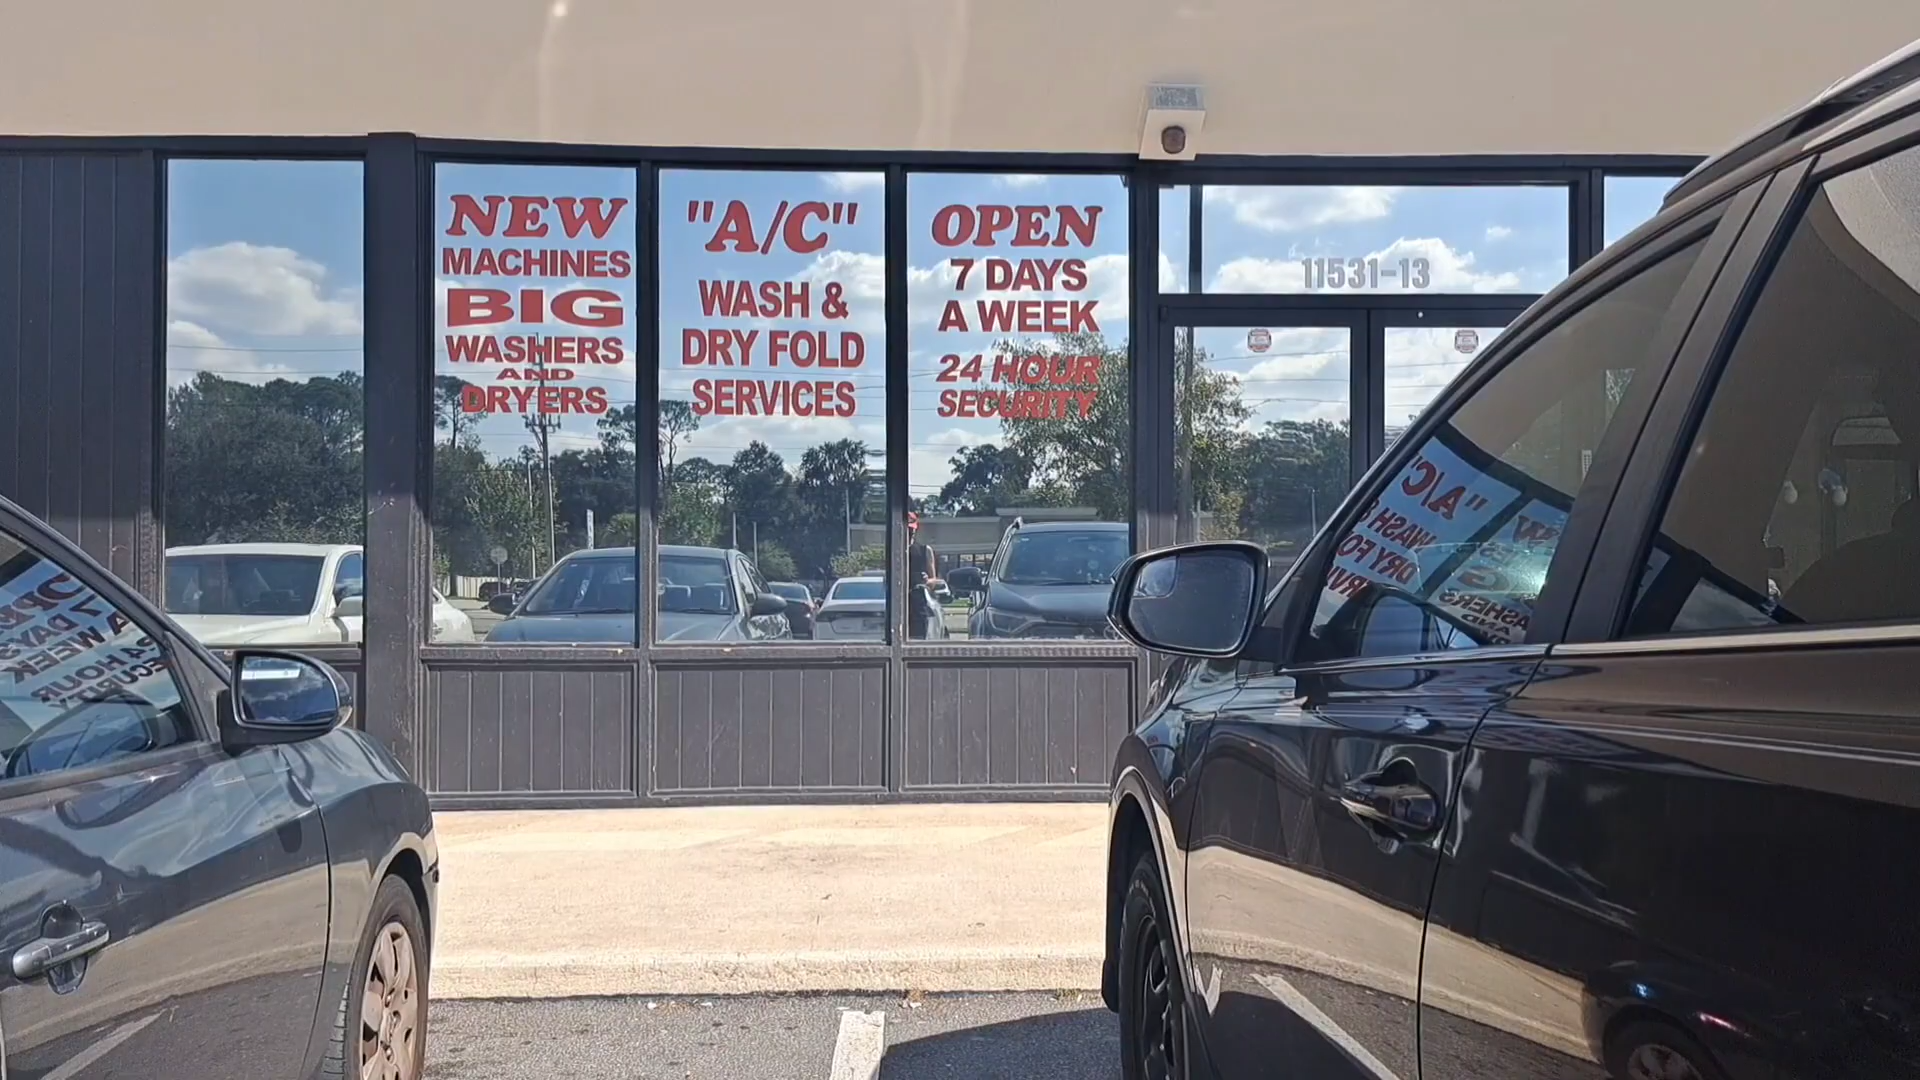 NEW
MACHINES
BIG
WASHERS
AND
DRYERS
"A/C"
WASH &
DRY FOLD
SERVICES
OPEN
7 DAYS
A WEEK
24 HOUR
SECURITY
11531-13